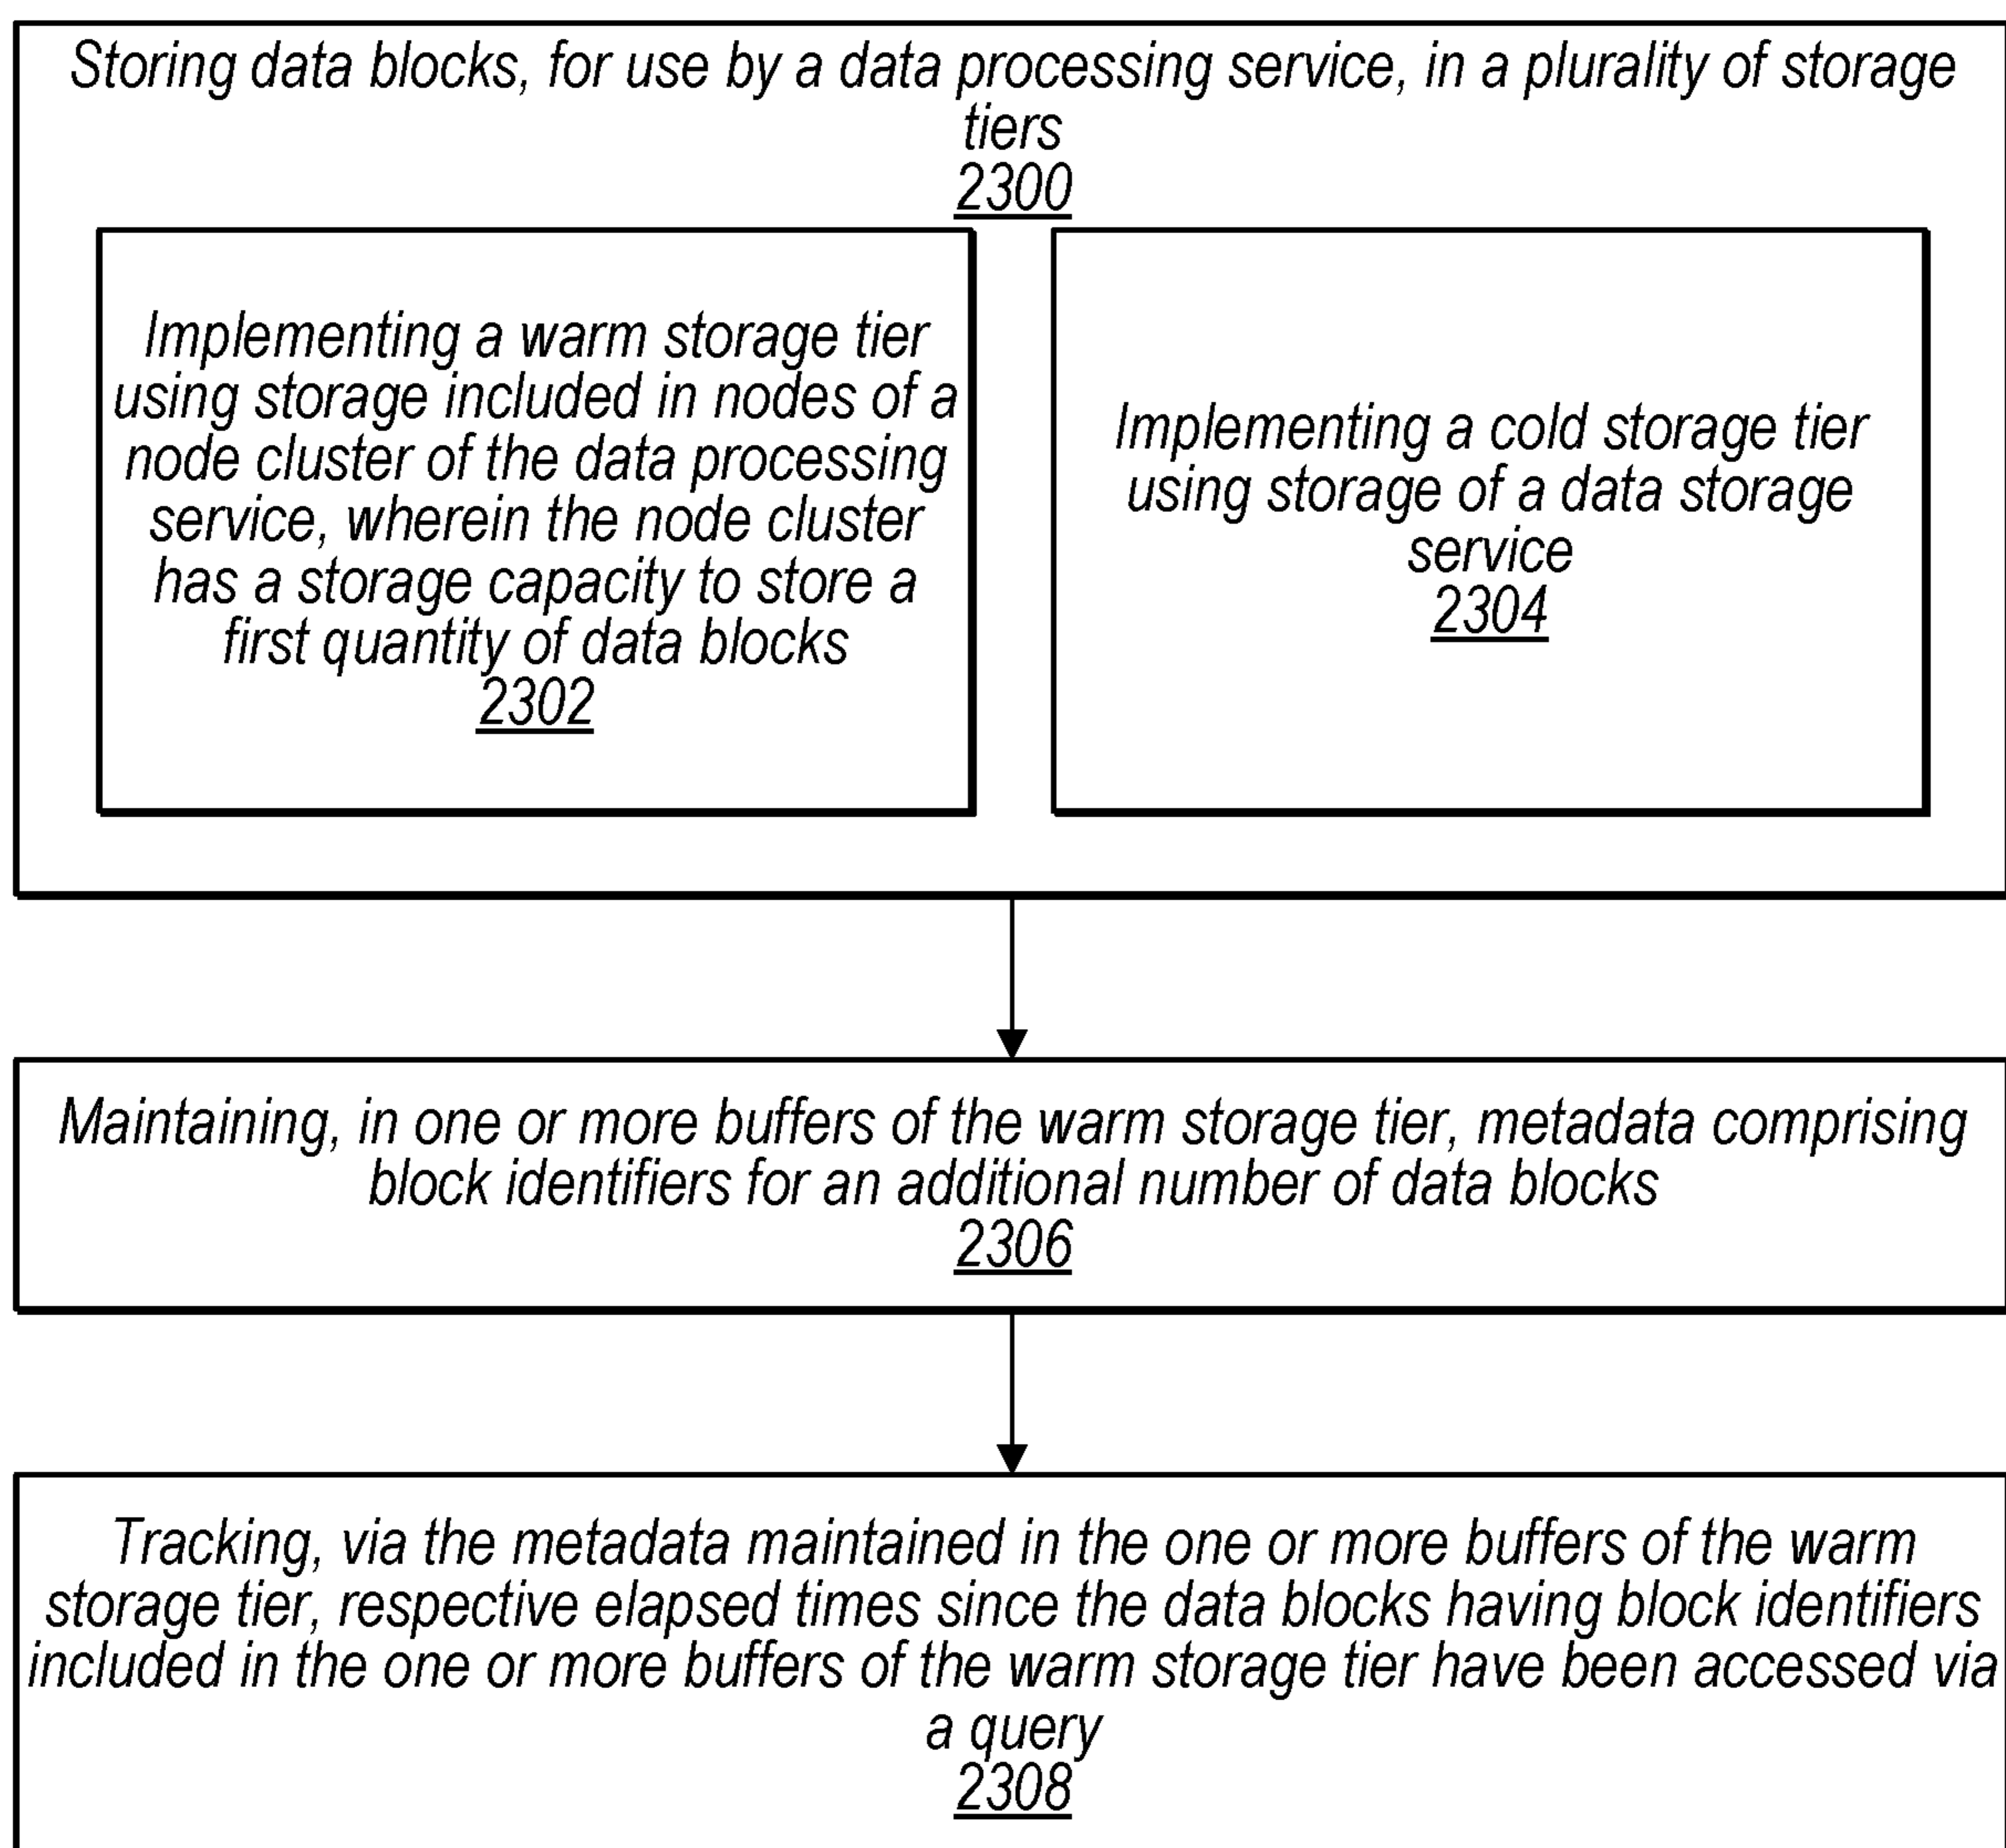 Storing data blocks, for use by a data processing service, in a plurality of storage
tiers
2300
Implementing a warm storage tier
using storage included in nodes of a
node cluster of the data processing
service, wherein the node cluster
has a storage capacity to store a
first quantity of data blocks
2302
Implementing a cold storage tier
using storage of a data storage
service
2304
Maintaining, in one or more buffers of the warm storage tier, metadata comprising
block identifiers for an additional number of data blocks
2306
Tracking, via the metadata maintained in the one or more buffers of the warm
storage tier, respective elapsed times since the data blocks having block identifiers
included in the one or more buffers of the warm storage tier have been accessed via
a query
2308